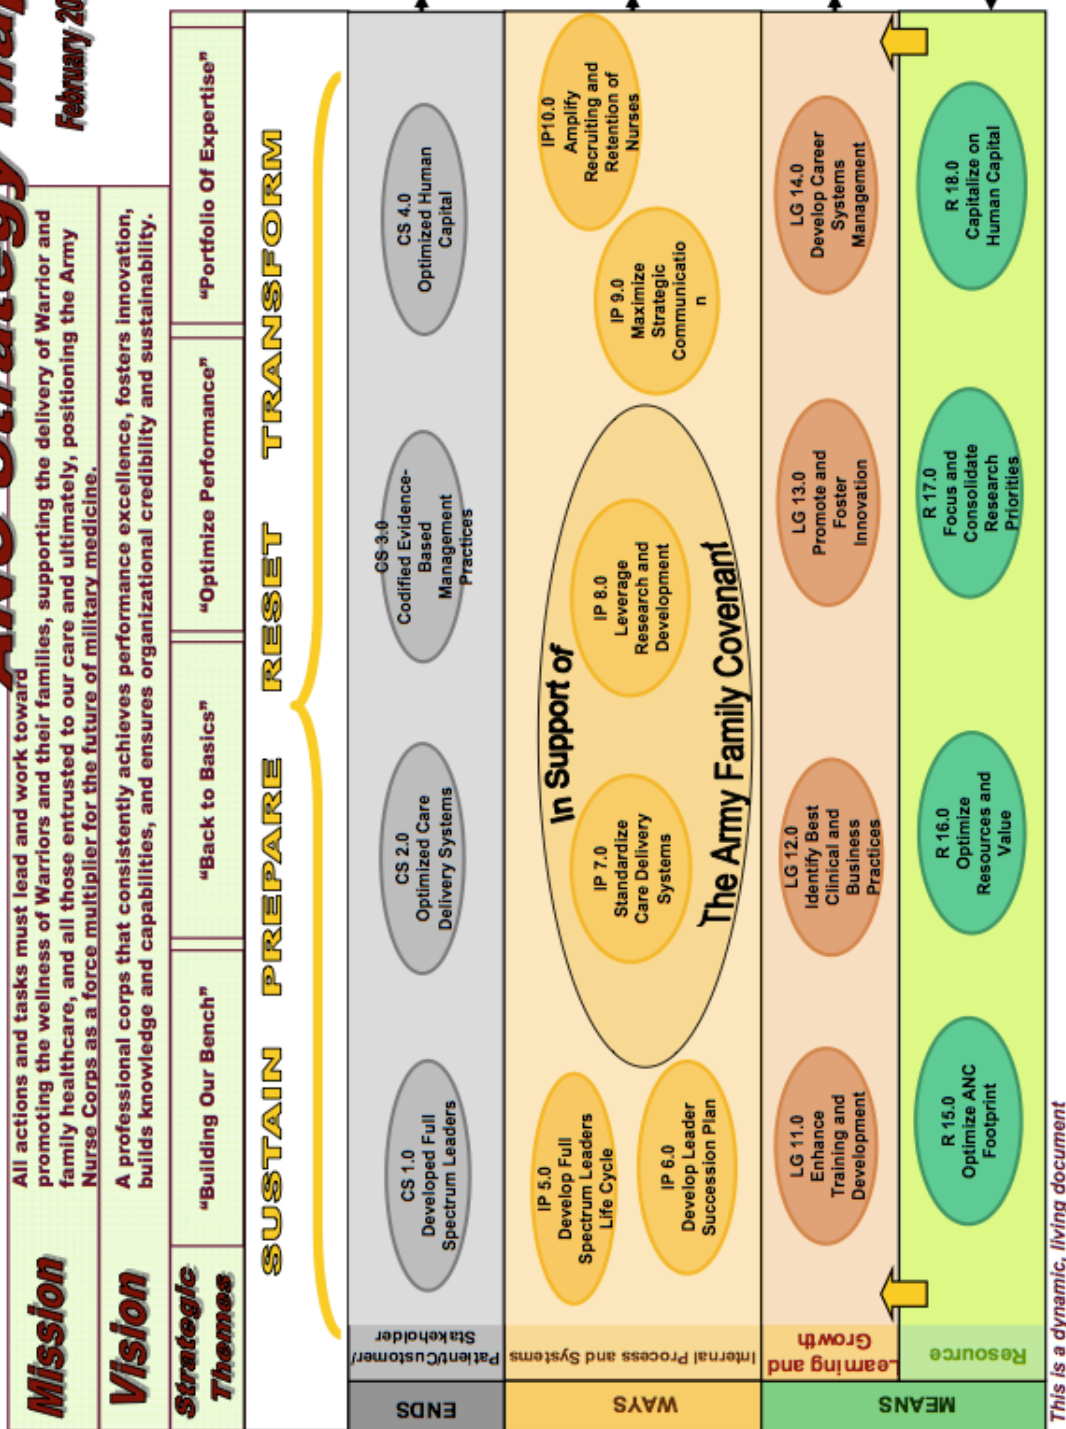 ANC Strategy Map
February 20
Mission
All actions and tasks must lead and work toward
promoting the wellness of Warriors and their families, supporting the delivery of Warrior and
family healthcare, and all those entrusted to our care and ultimately, positioning the Army
Nurse Corps as a force multiplier for the future of military medicine.
Vision
A professional corps that consistently achieves performance excellence, fosters innovation,
builds knowledge and capabilities, and ensures organizational credibility and sustainability.
Strategic
Themes
"Building Our Bench"
"Back to Basics"
"Optimize Performance"
"Portfolio Of Expertise"
SUSTAIN PREPARE RESET TRANSFORM
ENDS
Patient/Customer/
Stakeholder
CS 1.0
Developed Full
Spectrum Leaders
CS 2.0
Optimized Care
Delivery Systems
CS 3.0
Codified Evidence-
Based
Management
Practices
CS 4.0
Optimized Human
Capital
WAYS
Internal Process and Systems
IP 5.0
Develop Full
Spectrum Leaders
Life Cycle
IP 6.0
Develop Leader
Succession Plan
In Support of
IP 7.0
Standardize
Care Delivery
Systems
IP 8.0
Leverage
Research and
Development
The Army Family Covenant
IP 9.0
Maximize
Strategic
Communicatio
n
IP10.0
Amplify
Recruiting and
Retention of
Nurses
MEANS
Learning and
Growth
LG 11.0
Enhance
Training and
Development
LG 12.0
Identify Best
Clinical and
Business
Practices
LG 13.0
Promote and
Foster
Innovation
LG 14.0
Develop Career
Systems
Management
Resource
R 15.0
Optimize ANC
Footprint
R 16.0
Optimize
Resources and
Value
R 17.0
Focus and
Consolidate
Research
Priorities
R 18.0
Capitalize on
Human Capital
This is a dynamic, living document